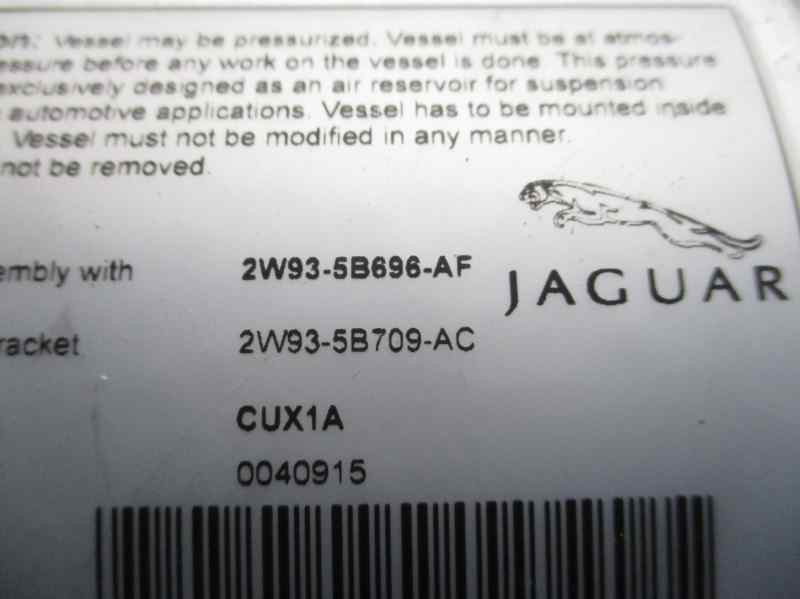 Vessel may be pressurized. Vessel must be at atmos-
essure before any work on the vessel is done. This pressure
exclusively designed as an air reservoir for suspension
automotive applications. Vessel has to be mounted inside
Vessel must not be modified in any manner.
not be removed.
JAGUAR
embly with 2W93-5B696-AF
racket 2W93-5B709-AC
CUX1A
0040915